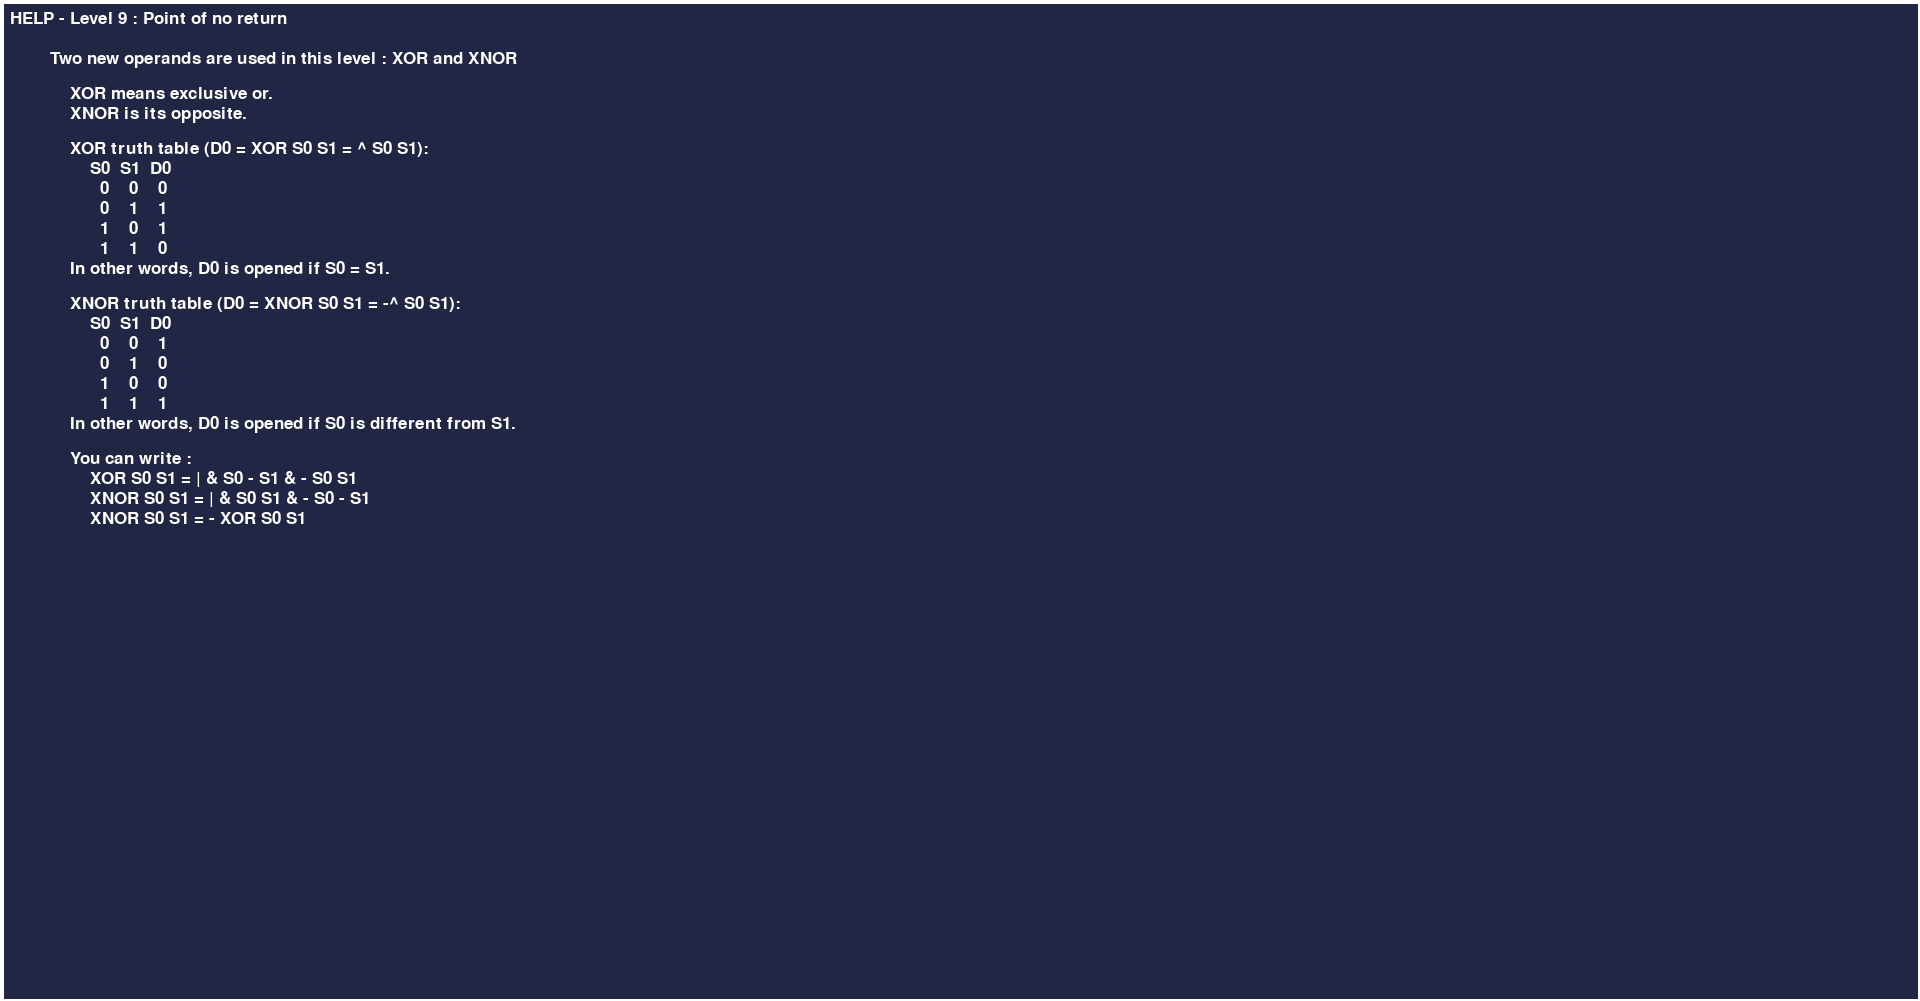 HELP - Level 9 : Point of no return
Two new operands are used in this level : XOR and XNOR
XOR means exclusive or.
XNOR is its opposite.
XOR truth table (D0 = XOR S0 S1 = ^ S0 S1):
S0 S1 D0
0 0 0
0 1 1
1 0 1
1 1 0
In other words, D0 is opened if S0 = S1.
XNOR truth table (D0 = XNOR S0 S1 = -^ S0 S1):
S0 S1 D0
0 0 1
0 1 0
1 0 0
1 1 1
In other words, D0 is opened if S0 is different from S1.
You can write :
XOR S0 S1 = | & S0 - S1 & - S0 S1
XNOR S0 S1 = | & S0 S1 & - S0 - S1
XNOR S0 S1 = - XOR S0 S1